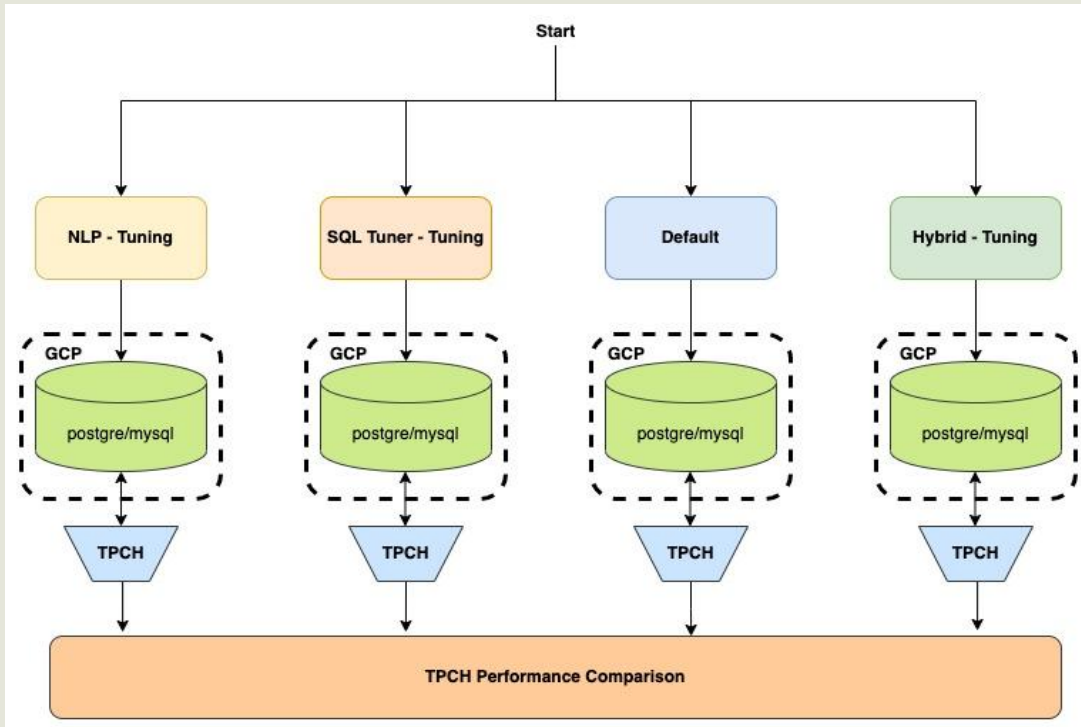 Start
NLP - Tuning
SQL Tuner - Tuning
Default
Hybrid - Tuning
GCP
GCP
GCP
GCP
postgre/mysql
postgre/mysql
postgre/mysql
postgre/mysql
TPCH
TPCH
TPCH
TPCH
TPCH Performance Comparison